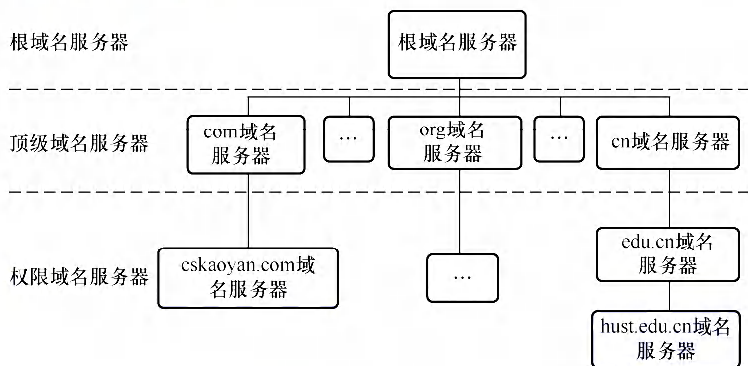 根域名服务器
根域名服务器
顶级域名服务器
com域名
服务器
…
org域名
服务器
…
cn域名服务器
权限域名服务器
cskaoyan.com域
名服务器
…
edu.cn域名
服务器
hust.edu.cn域名
服务器